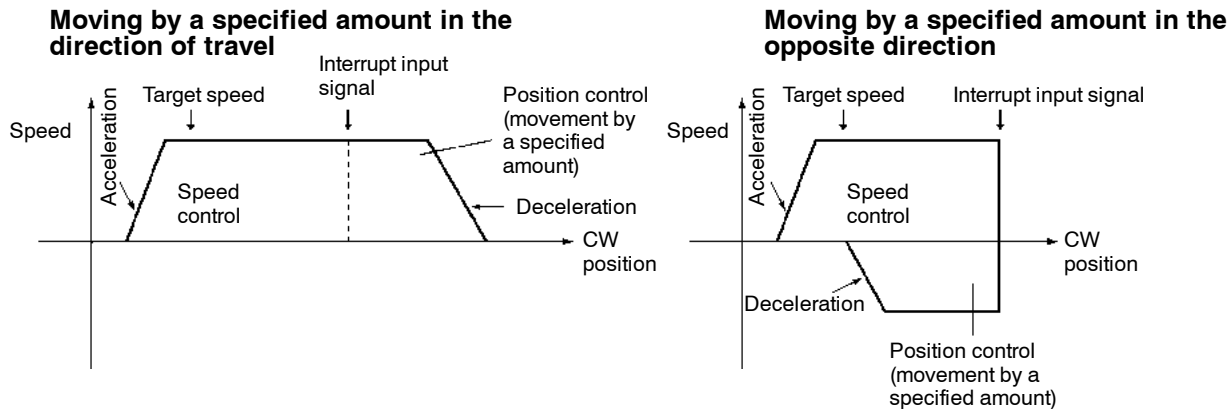 Moving by a specified amount in the
direction of travel
Speed
Acceleration
Target speed
Interrupt input
signal
Position control
(movement by
a specified
amount)
Speed
control
Deceleration
CW
position
Moving by a specified amount in the
opposite direction
Speed
Acceleration
Target speed
Interrupt input signal
Speed
control
CW
position
Deceleration
Position control
(movement by a
specified amount)